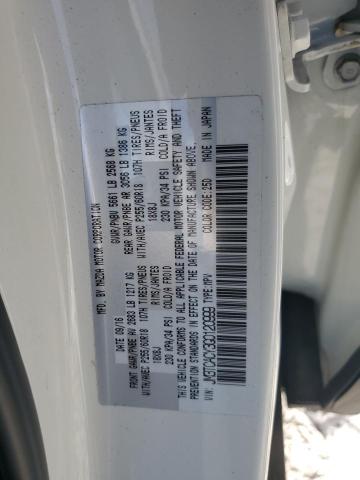 MFD. BY MAZDA MOTOR CORPORATION
DATE: 09/16 GVWR/PNBV 5661 LB 2568 KG
FRONT GAWR/PNBE AV 2683 LB 1217 KG REAR GAWR/PNBE AR 3056 LB 1386 KG
WITH/AVEC P255/60R18 107H TIRES/PNEUS WITH/AVEC P255/60R18 107H TIRES/PNEUS
18X8J RIMS/JANTES 18X8J RIMS/JANTES
230 KPA/34 PSI COLD/A FROID 230 KPA/34 PSI COLD/A FROID
THIS VEHICLE CONFORMS TO ALL APPLICABLE FEDERAL MOTOR VEHICLE SAFETY AND THEFT
PREVENTION STANDARDS IN EFFECT ON THE DATE OF MANUFACTURE SHOWN ABOVE.
MADE IN JAPAN
COLOR CODE: 25D
VIN: TYPE: MPV